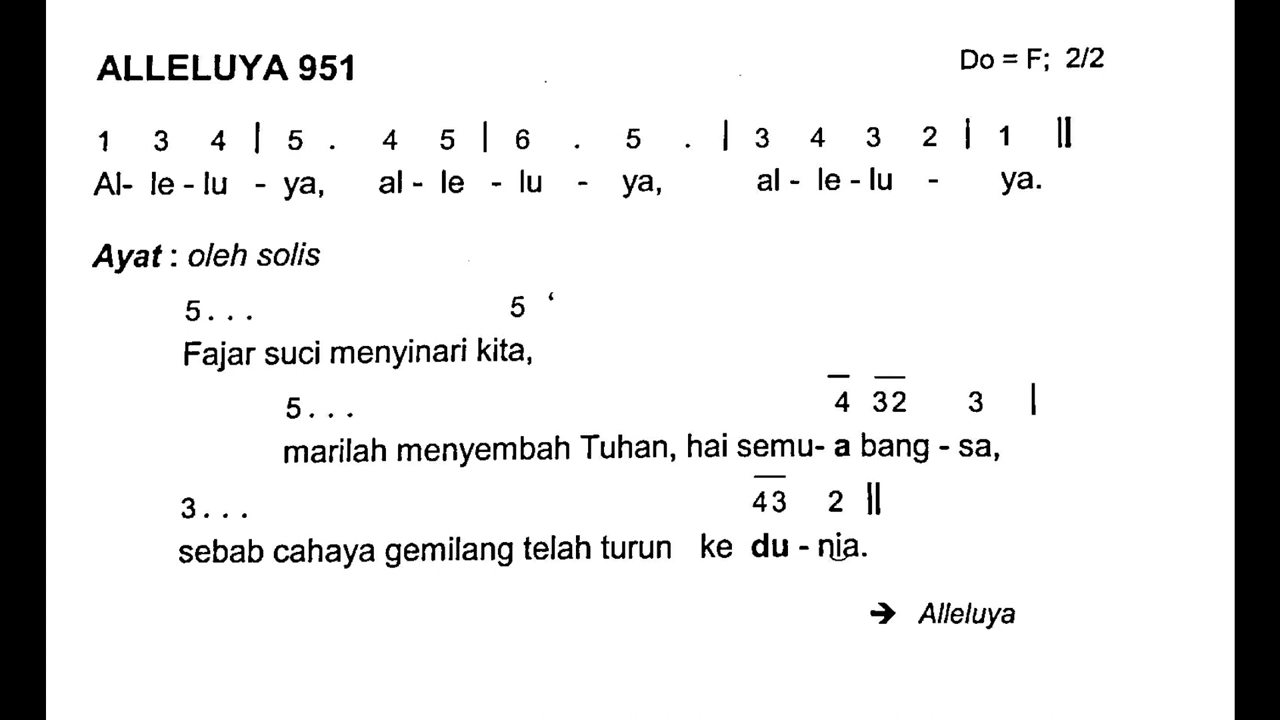 ALLELUYA 951 Do = F; 2/2
1 3 4 | 5 . 4 5 | 6 . 5 . | 3 4 3 2 | 1 ||
Al- le - lu - ya, al - le - lu - ya, al - le - lu - ya.
Ayat : oleh solis
5 . . . 5 ‘
Fajar suci menyinari kita,
5 . . . 4 32 3 |
marilah menyembah Tuhan, hai semu- a bang - sa,
3 . . . 43 2 ||
sebab cahaya gemilang telah turun ke du - nia.
➔ Alleluya